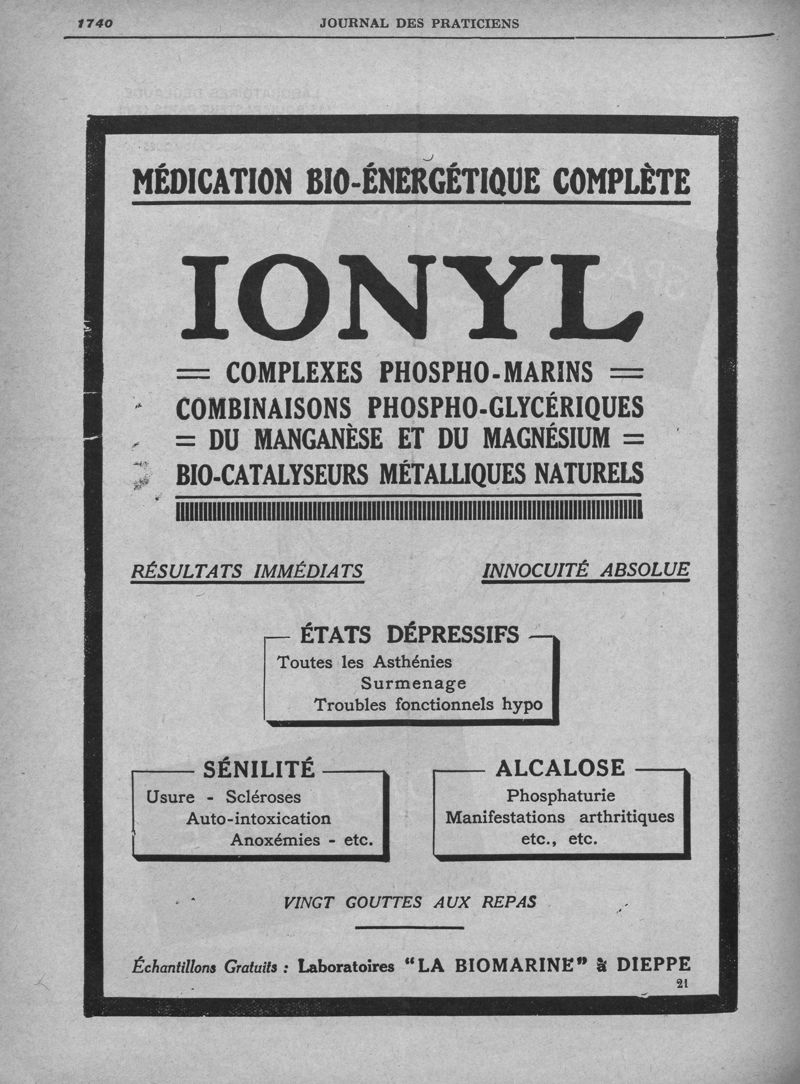 1740
JOURNAL DES PRATICIENS
MÉDICATION BIO-ÉNERGÉTIQUE COMPLÈTE
IONYL
= COMPLEXES PHOSPHO-MARINS =
COMBINAISONS PHOSPHO-GLYCÉRIQUES
= DU MANGANÈSE ET DU MAGNÉSIUM =
BIO-CATALYSEURS MÉTALLIQUES NATURELS
RÉSULTATS IMMÉDIATS
INNOCUITÉ ABSOLUE
ÉTATS DÉPRESSIFS
Toutes les Asthénies
Surmenage
Troubles fonctionnels hypo
SÉNILITÉ
Usure - Scléroses
Auto-intoxication
Anoxémies - etc.
ALCALOSE
Phosphaturie
Manifestations arthritiques
etc., etc.
VINGT GOUTTES AUX REPAS
Échantillons Gratuits : Laboratoires "LA BIOMARINE" à DIEPPE
21